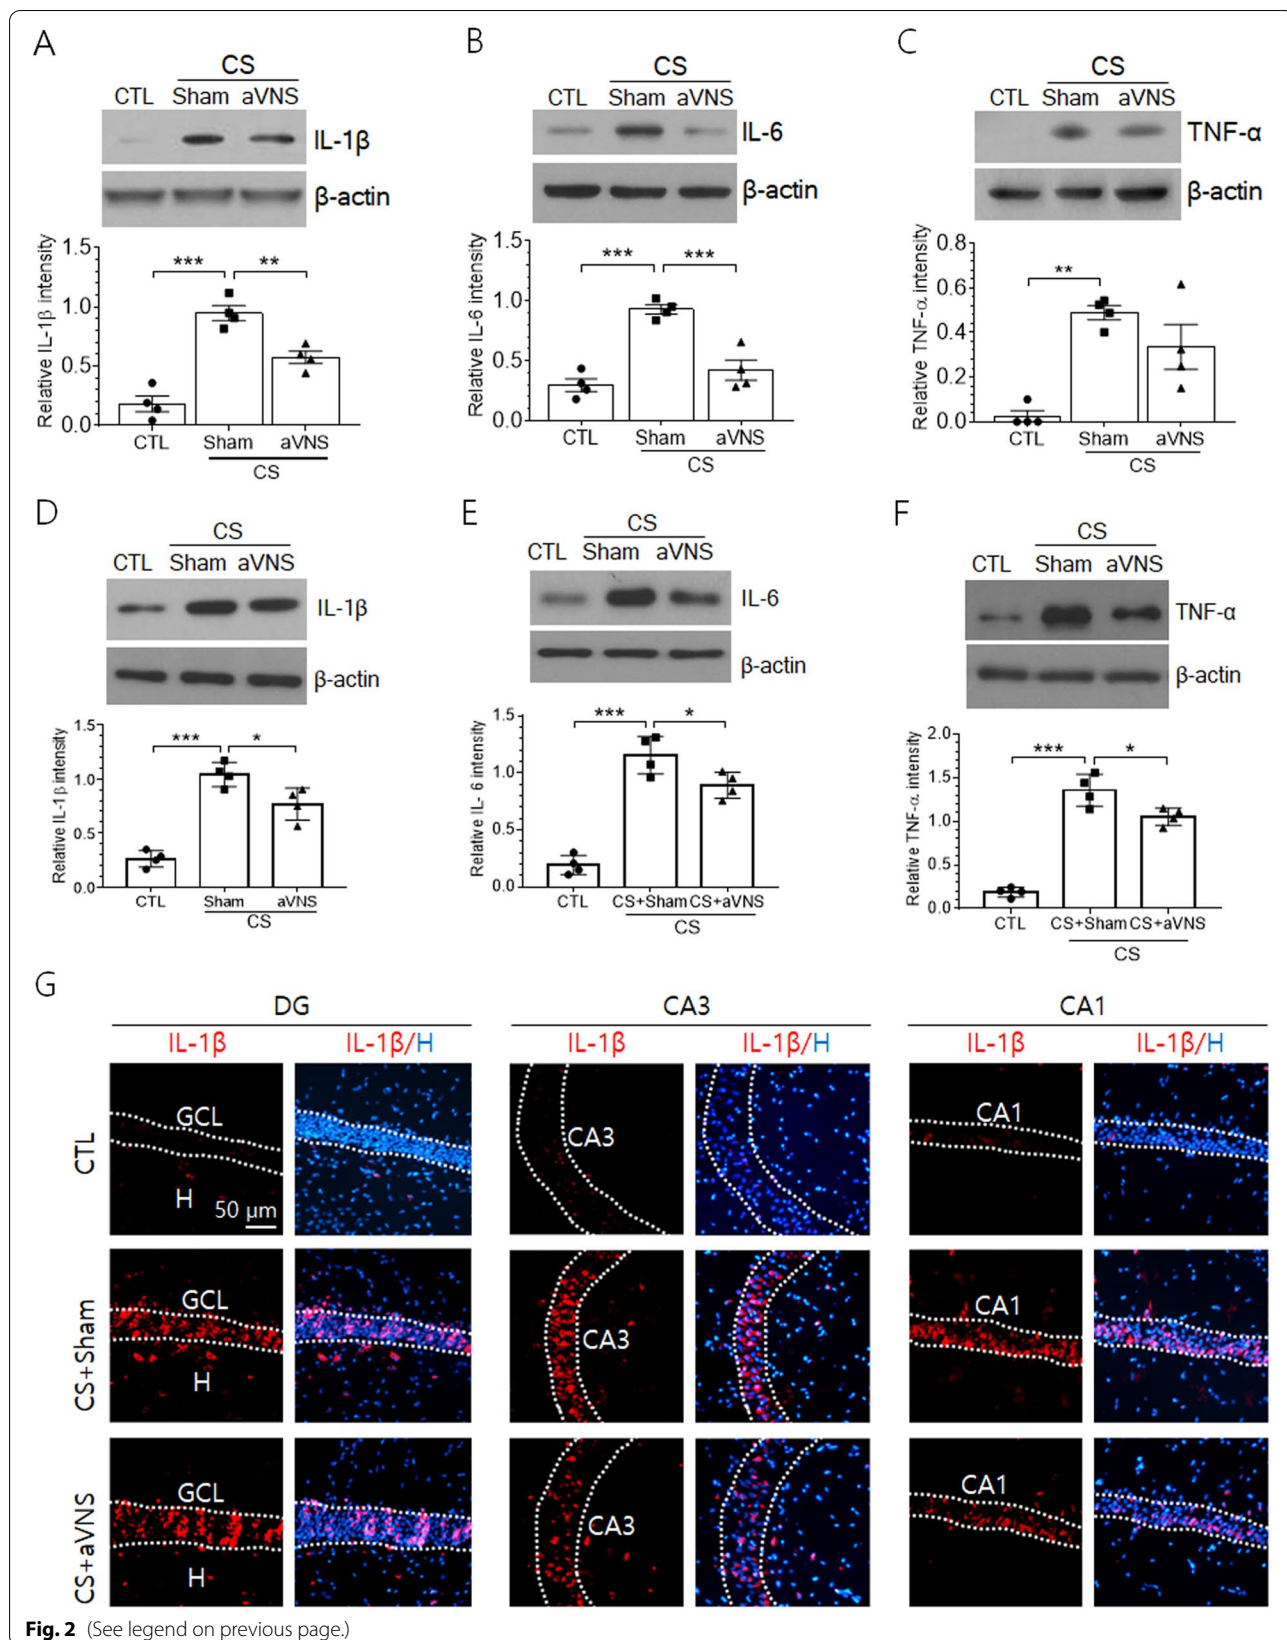 A
CS
CTL Sham aVNS
IL-1β
β-actin
Relative IL-1β intensity
1.5
1.0
0.5
0.0
*** **
CTL Sham aVNS
CS
B
CS
CTL Sham aVNS
IL-6
β-actin
Relative IL-6 intensity
1.5
1.0
0.5
0.0
*** ***
CTL Sham aVNS
CS
C
CS
CTL Sham aVNS
TNF-α
β-actin
Relative TNF-α intensity
0.8
0.6
0.4
0.2
0.0
**
CTL Sham aVNS
CS
D
CS
CTL Sham aVNS
IL-1β
β-actin
Relative IL-1β intensity
1.5
1.0
0.5
0.0
*** *
CTL Sham aVNS
CS
E
CS
CTL Sham aVNS
IL-6
β-actin
Relative IL- 6 intensity
1.5
1.0
0.5
0.0
*** *
CTL CS+Sham CS+aVNS
CS
F
CS
CTL Sham aVNS
TNF-α
β-actin
Relative TNF-α intensity
2.0
1.5
1.0
0.5
0.0
*** *
CTL CS+Sham CS+aVNS
CS
G
DG CA3 CA1
IL-1β IL-1β/H IL-1β IL-1β/H IL-1β IL-1β/H
CTL
GCL
H
50 µm
CA3
CA1
CS+Sham
GCL
H
CA3
CA1
CS+aVNS
GCL
H
CA3
CA1
Fig. 2 (See legend on previous page.)